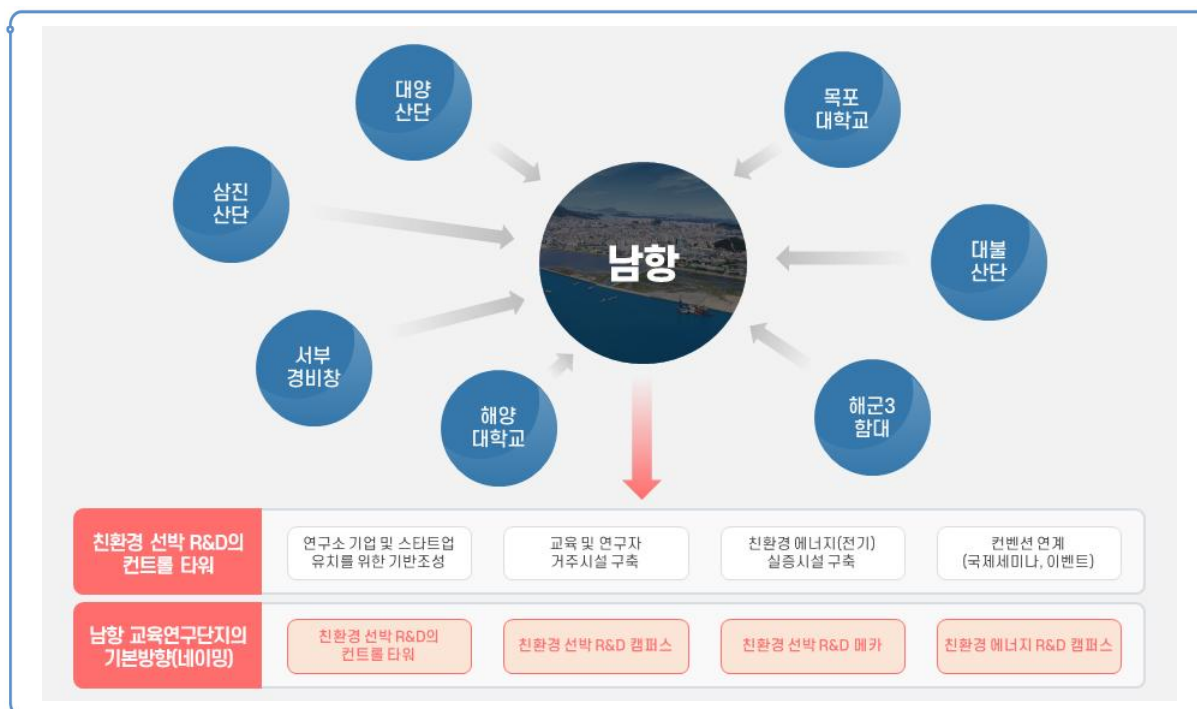 대양
산단
목포
대학교
삼진
산단
남항
대불
산단
서부
경비창
해양
대학교
해군3
함대
친환경 선박 R&D의
컨트롤 타워
연구소 기업 및 스타트업
유치를 위한 기반조성
교육 및 연구자
거주시설 구축
친환경 에너지(전기)
실증시설 구축
컨벤션 연계
(국제세미나, 이벤트)
남항 교육연구단지의
기본방향(네이밍)
친환경 선박 R&D의
컨트롤 타워
친환경 선박 R&D 캠퍼스
친환경 선박 R&D 메카
친환경 에너지 R&D 캠퍼스